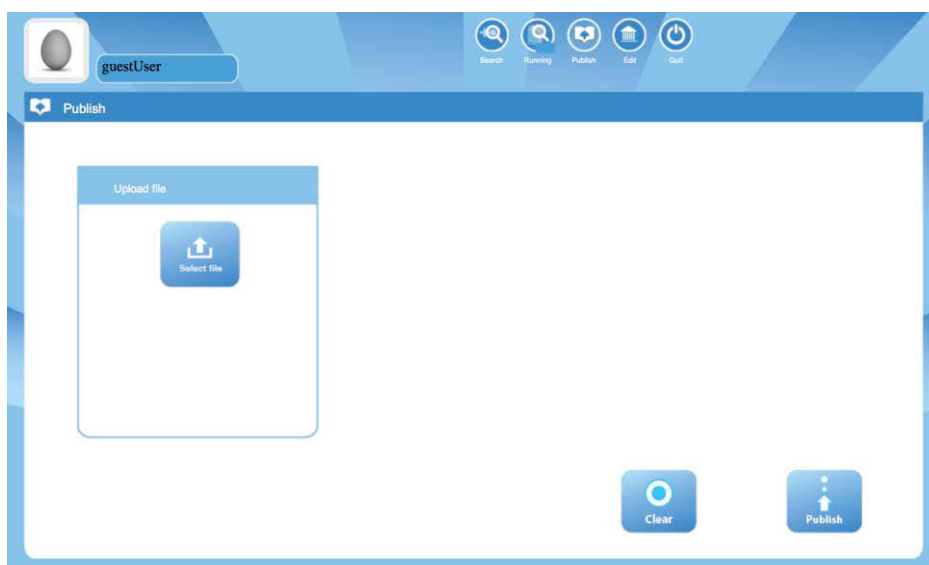 guestUser
Search Running Publish Edit Quit
Publish
Upload file
Select file
Clear Publish